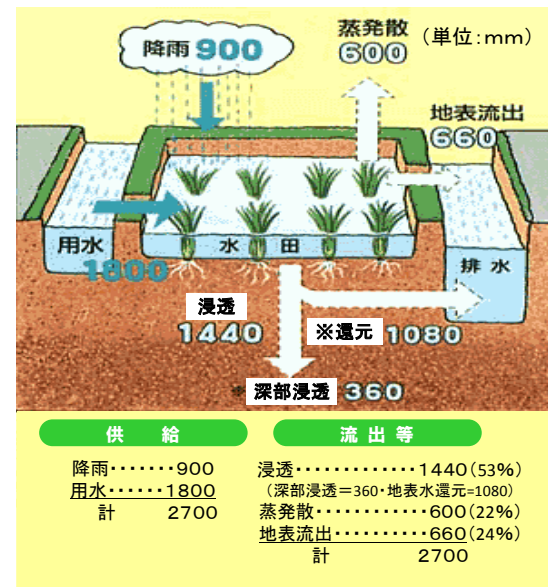 降雨 900
蒸発散
600
(単位：mm)
地表流出
660
用水
1800
水田
排水
浸透
1440
※還元 1080
深部浸透 360
供　給
降雨・・・・・・・900
用水・・・・・・1800
計　2700
流出等
浸透・・・・・・・・・・・・・1440(53%)
(深部浸透＝360・地表水還元=1080)
蒸発散・・・・・・・・・・・600(22%)
地表流出・・・・・・・・・・660(24%)
計　2700